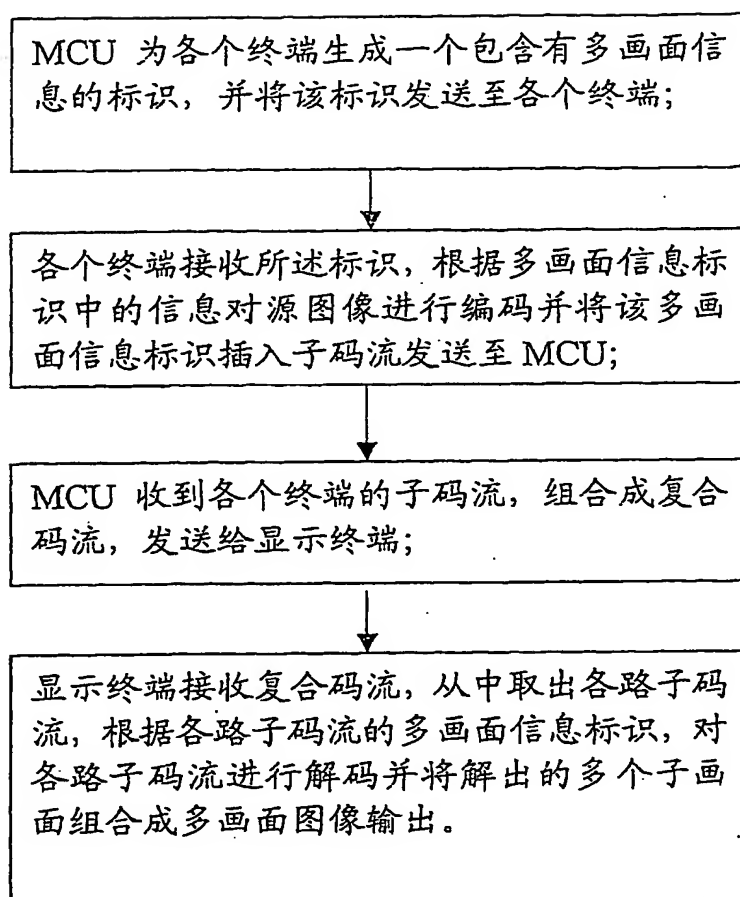 MCU 为各个终端生成一个包含有多画面信
息的标识，并将该标识发送至各个终端；
各个终端接收所述标识，根据多画面信息标
识中的信息对源图像进行编码并将该多画
面信息标识插入子码流发送至 MCU；
MCU 收到各个终端的子码流，组合成复合
码流，发送给显示终端；
显示终端接收复合码流，从中取出各路子码
流，根据各路子码流的多画面信息标识，对
各路子码流进行解码并将解出的多个子画
面组合成多画面图像输出。